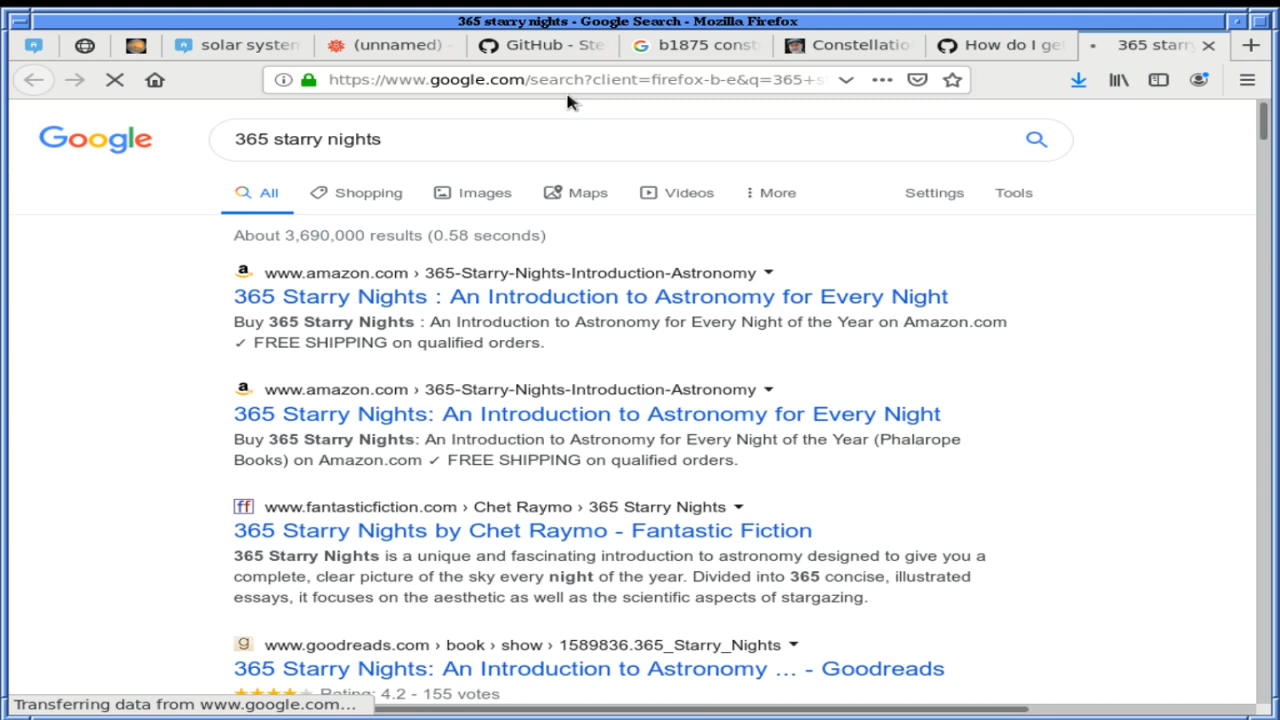 365 starry nights - Google Search - Mozilla Firefox
solar system
(unnamed) -
GitHub - Ste
b1875 const
Constellatio
How do I ge
365 starry
https://www.google.com/search?client=firefox-b-e&q=365+s
Google
365 starry nights
All
Shopping
Images
Maps
Videos
More
Settings
Tools
About 3,690,000 results (0.58 seconds)
www.amazon.com › 365-Starry-Nights-Introduction-Astronomy
365 Starry Nights : An Introduction to Astronomy for Every Night
Buy 365 Starry Nights : An Introduction to Astronomy for Every Night of the Year on Amazon.com
✓ FREE SHIPPING on qualified orders.
www.amazon.com › 365-Starry-Nights-Introduction-Astronomy
365 Starry Nights: An Introduction to Astronomy for Every Night
Buy 365 Starry Nights: An Introduction to Astronomy for Every Night of the Year (Phalarope
Books) on Amazon.com ✓ FREE SHIPPING on qualified orders.
www.fantasticfiction.com › Chet Raymo › 365 Starry Nights
365 Starry Nights by Chet Raymo - Fantastic Fiction
365 Starry Nights is a unique and fascinating introduction to astronomy designed to give you a
complete, clear picture of the sky every night of the year. Divided into 365 concise, illustrated
essays, it focuses on the aesthetic as well as the scientific aspects of stargazing.
www.goodreads.com › book › show › 1589836.365_Starry_Nights
365 Starry Nights: An Introduction to Astronomy ... - Goodreads
Rating: 4.2 - 155 votes
Transferring data from www.google.com...